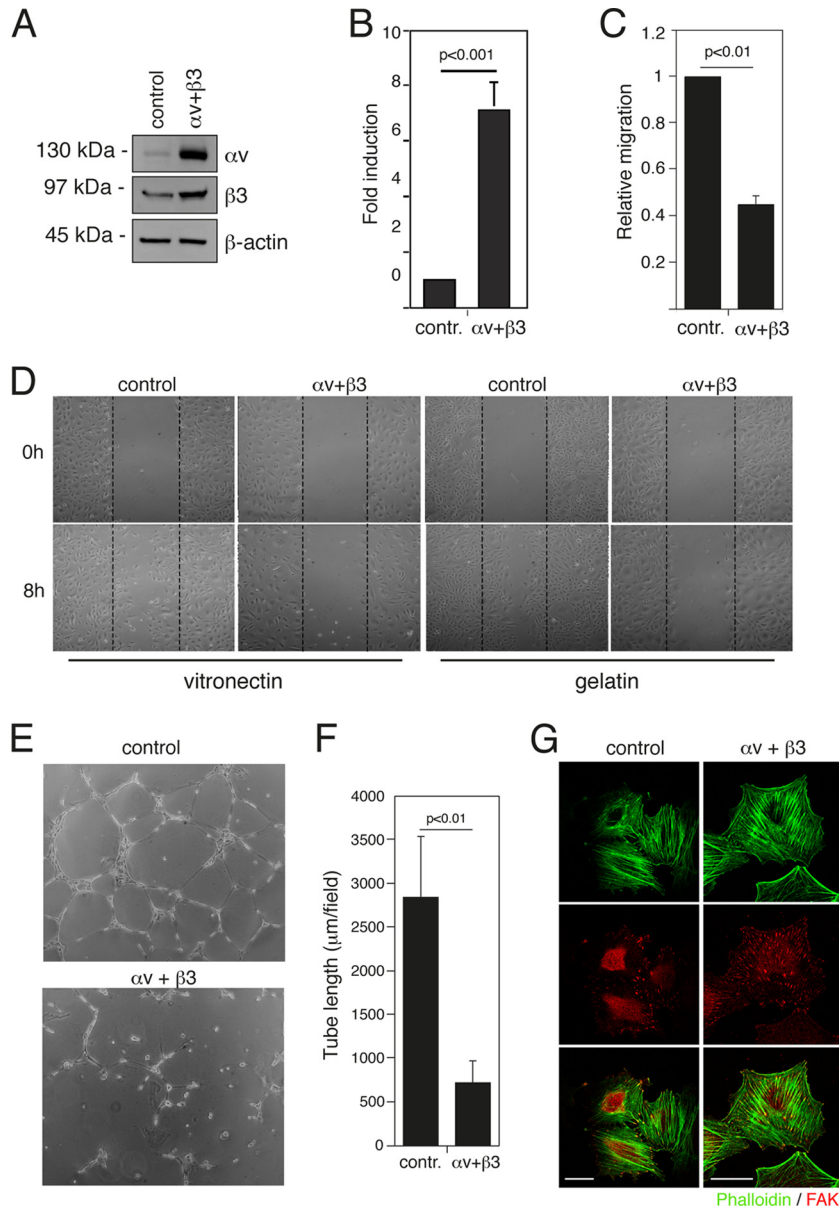 A
control
αv+β3
130 kDa -
αv
97 kDa -
β3
45 kDa -
β-actin
B
Fold induction
10
8
6
4
2
0
p<0.001
contr.
αv+β3
C
Relative migration
1.2
1
0.8
0.6
0.4
0.2
p<0.01
contr.
αv+β3
D
control
αv+β3
control
αv+β3
0h
8h
vitronectin
gelatin
E
control
αv + β3
F
Tube length (μm/field)
4000
3500
3000
2500
2000
1500
1000
500
0
p<0.01
contr.
αv+β3
G
control
αv + β3
Phalloidin / FAK